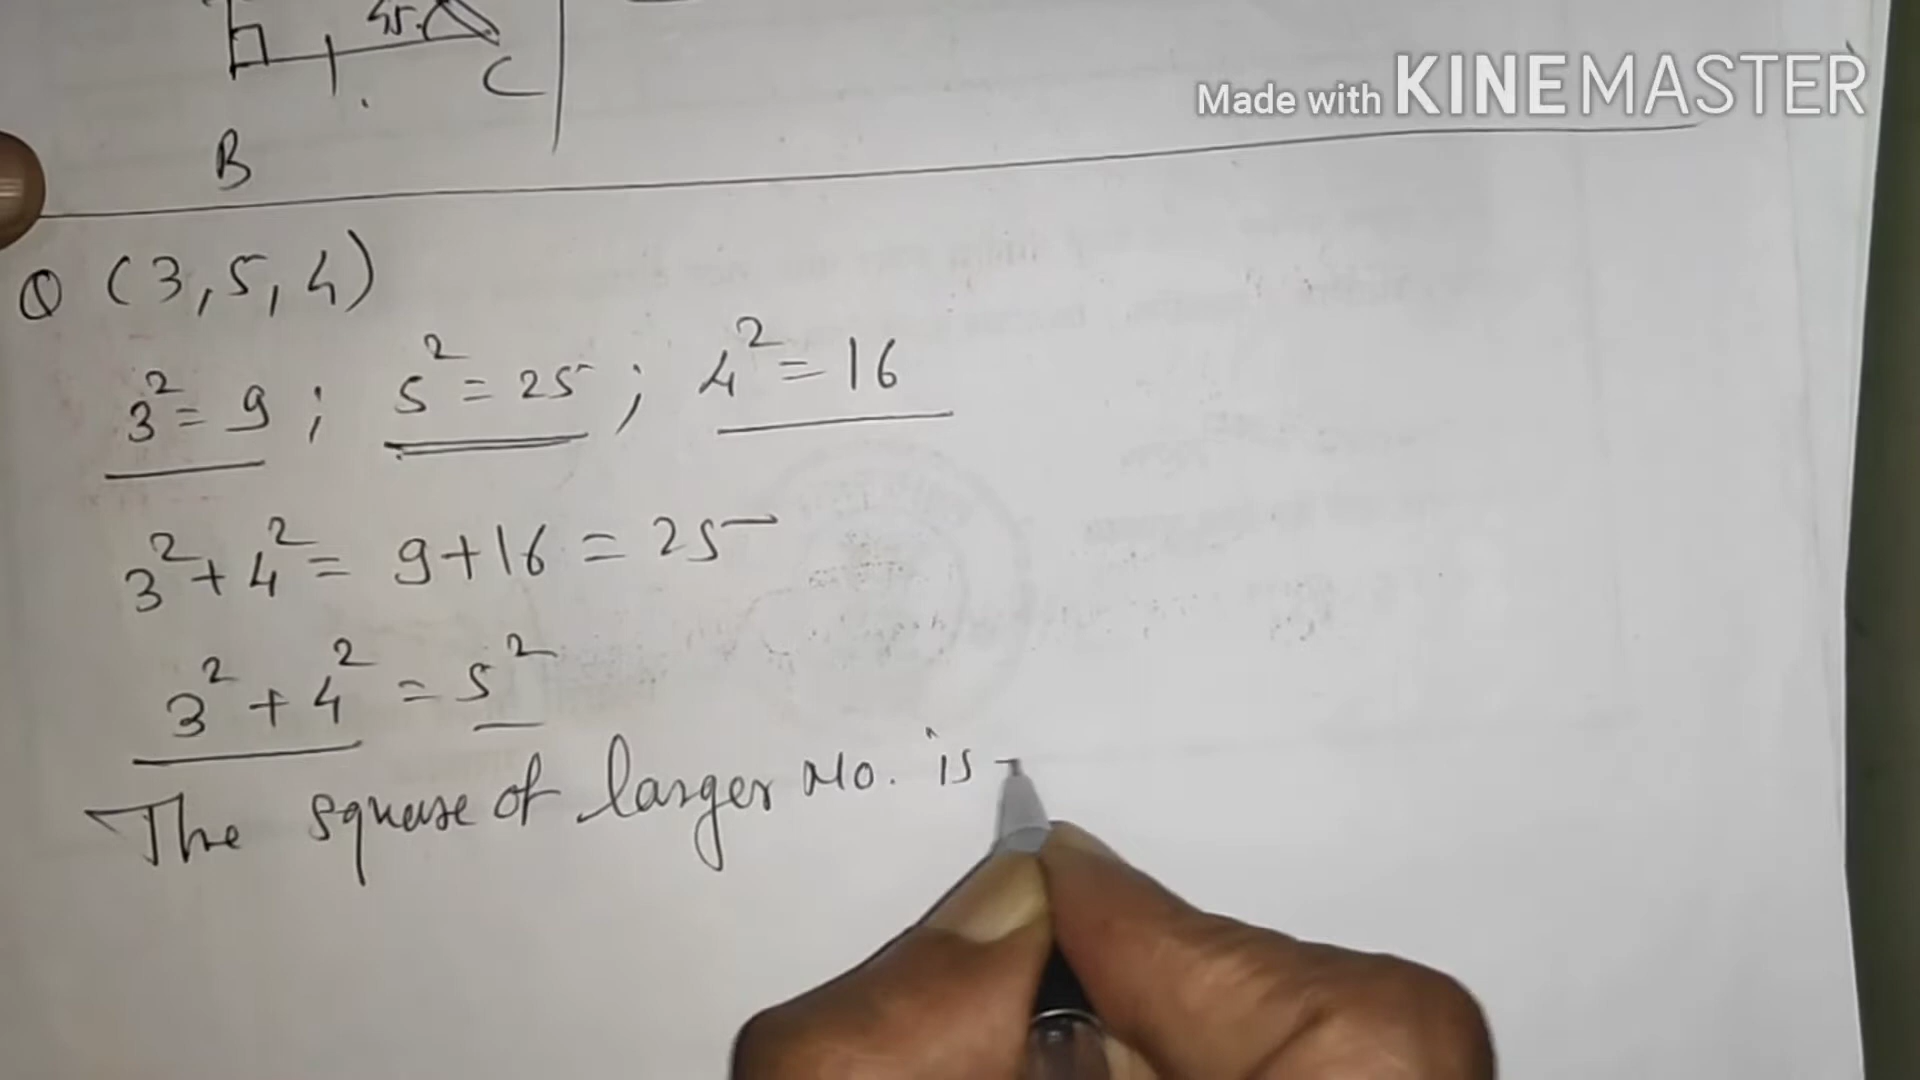 45°
C
Made with KINEMASTER
B
Q (3,5,4)
3² = 9 ; 5² = 25 ; 4² = 16
3² + 4² = 9 + 16 = 25
3² + 4² = 5²
The square of larger No. is